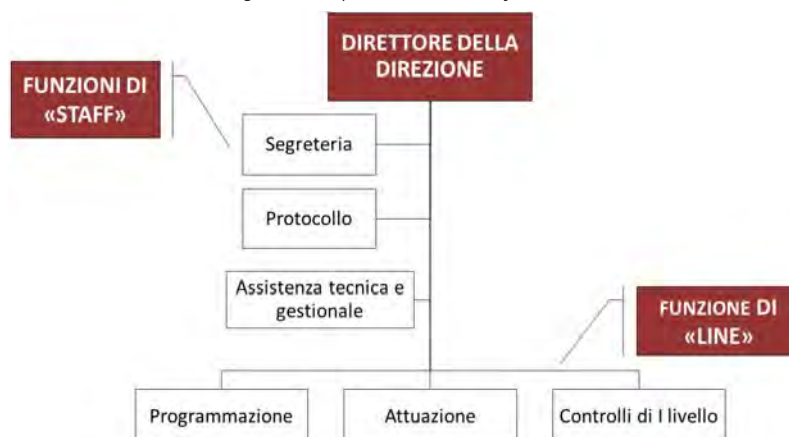 DIRETTORE DELLA
DIREZIONE
FUNZIONI DI
«STAFF»
Segreteria
Protocollo
Assistenza tecnica e
gestionale
FUNZIONE DI
«LINE»
Programmazione
Attuazione
Controlli di I livello